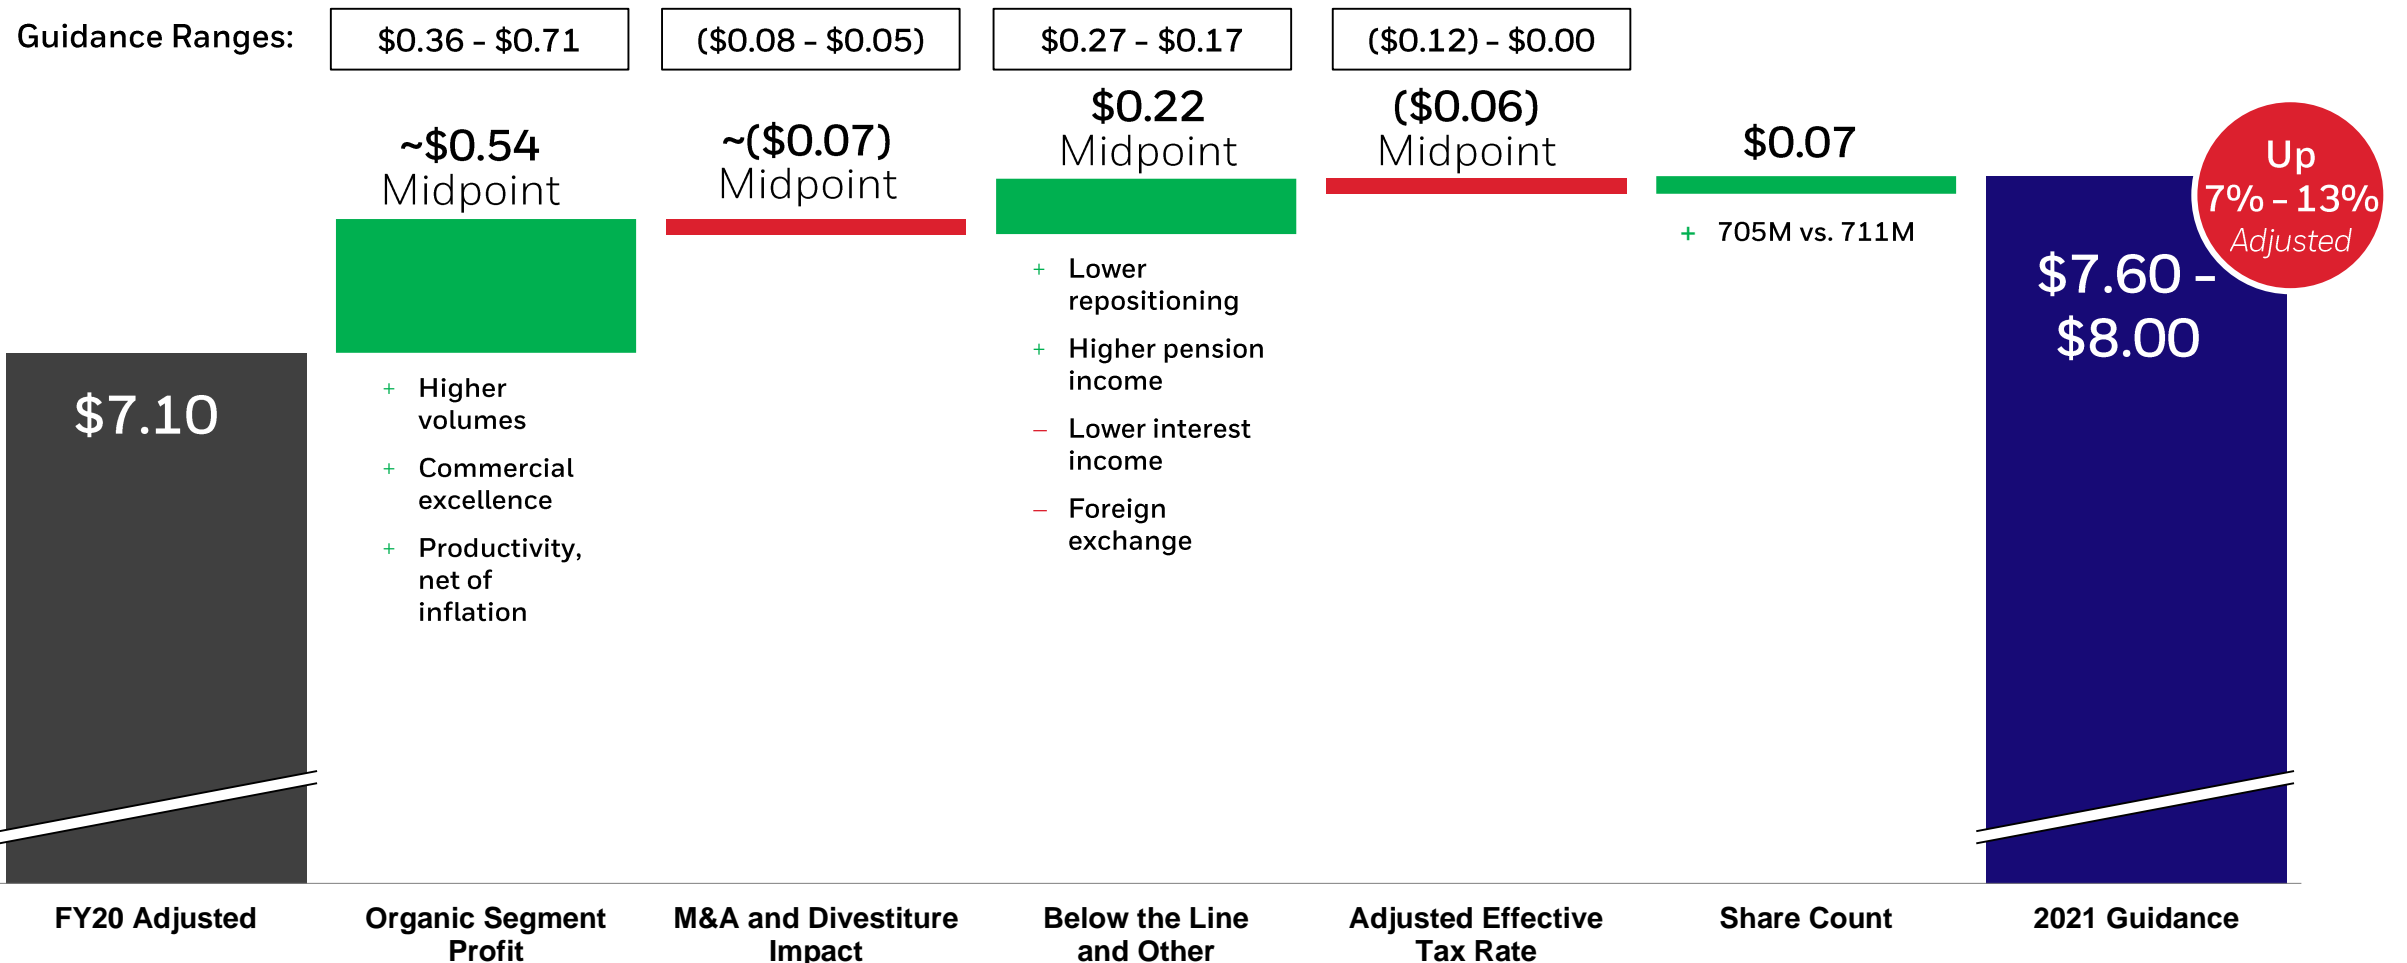 Guidance Ranges:
$0.36 - $0.71
($0.08 - $0.05)
$0.27 - $0.17
($0.12) - $0.00
~$0.54
Midpoint
~($0.07)
Midpoint
$0.22
Midpoint
($0.06)
Midpoint
$0.07
Up
7% - 13%
Adjusted
$7.10
+ Higher
volumes
+ Commercial
excellence
+ Productivity,
net of
inflation
+ Lower
repositioning
+ Higher pension
income
– Lower interest
income
– Foreign
exchange
+ 705M vs. 711M
$7.60 -
$8.00
FY20 Adjusted
Organic Segment
Profit
M&A and Divestiture
Impact
Below the Line
and Other
Adjusted Effective
Tax Rate
Share Count
2021 Guidance